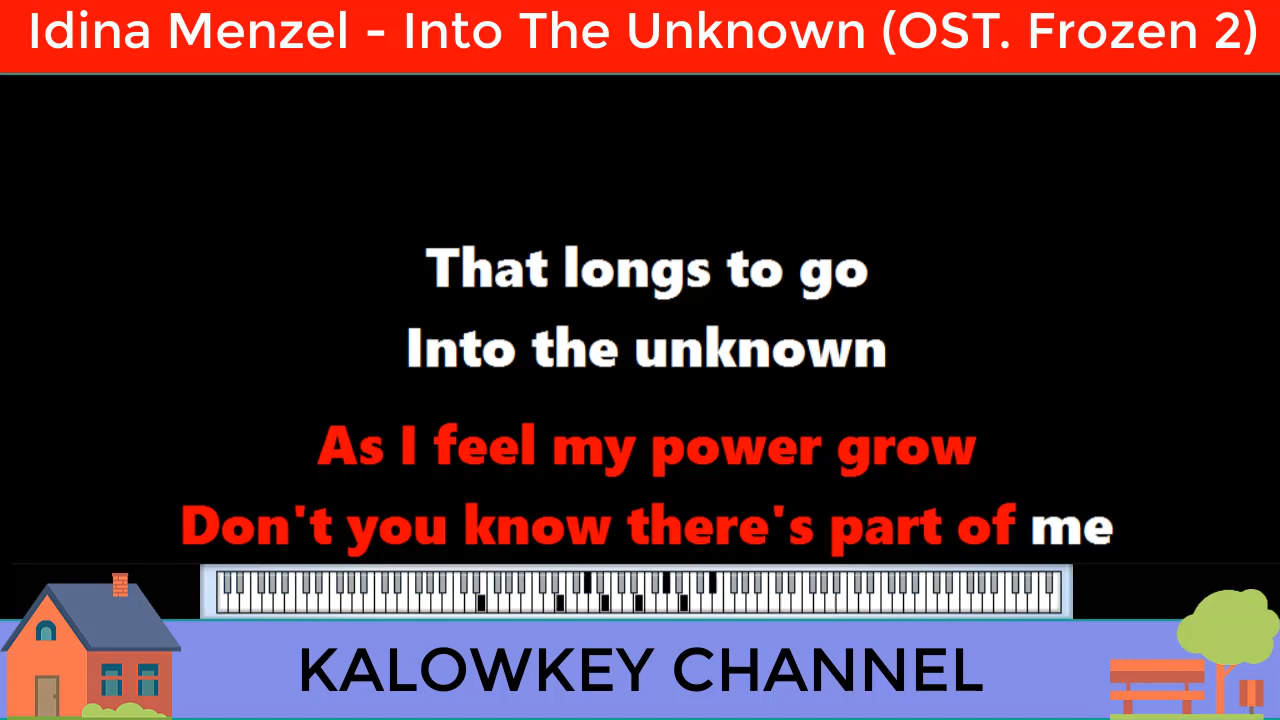 Idina Menzel - Into The Unknown (OST. Frozen 2)
That longs to go
Into the unknown
As I feel my power grow
Don't you know there's part of me
KALOWKEY CHANNEL